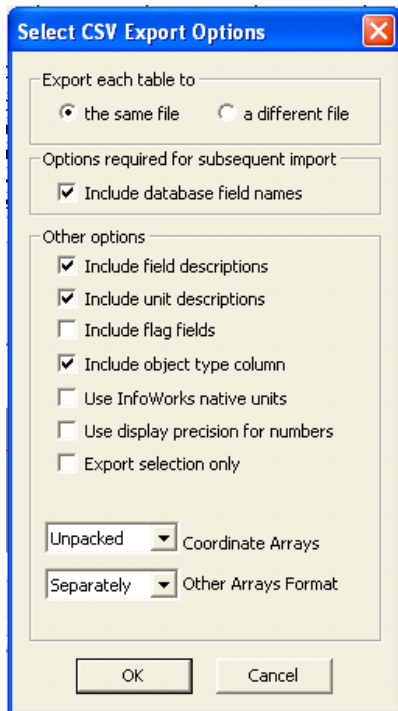 Select CSV Export Options
Export each table to
the same file a different file
Options required for subsequent import
Include database field names
Other options
Include field descriptions
Include unit descriptions
Include flag fields
Include object type column
Use InfoWorks native units
Use display precision for numbers
Export selection only
Unpacked Coordinate Arrays
Separately Other Arrays Format
OK Cancel